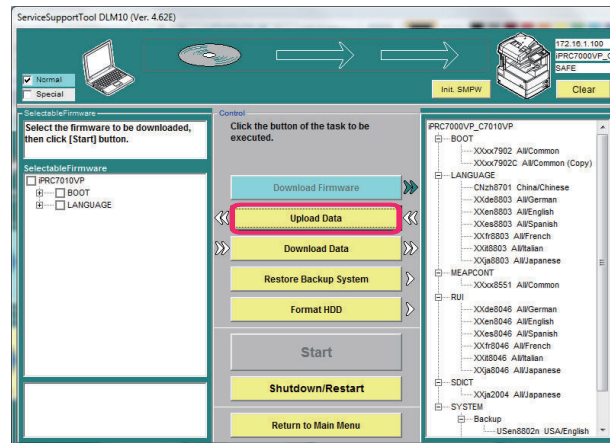 ServiceSupportTool DLM10 (Ver. 4.62E)
172.16.1.100
iPRC7000VP_C
SAFE
Normal
Special
Init. SMPW
Clear
SelectableFirmware
Select the firmware to be downloaded,
then click [Start] button.
SelectableFirmware
iPRC7010VP
BOOT
LANGUAGE
Control
Click the button of the task to be
executed.
Download Firmware
Upload Data
Download Data
Restore Backup System
Format HDD
Start
Shutdown/Restart
Return to Main Menu
iPRC7000VP_C7010VP
BOOT
XXxx7902 All/Common
XXxx7902C All/Common (Copy)
LANGUAGE
CNzh8701 China/Chinese
XXde8803 All/German
XXen8803 All/English
XXes8803 All/Spanish
XXfr8803 All/French
XXit8803 All/Italian
XXja8803 All/Japanese
MEAPCONT
XXxx8551 All/Common
RUI
XXde8046 All/German
XXen8046 All/English
XXes8046 All/Spanish
XXfr8046 All/French
XXit8046 All/Italian
XXja8046 All/Japanese
SDICT
XXja2004 All/Japanese
SYSTEM
Backup
USen8802n USA/English